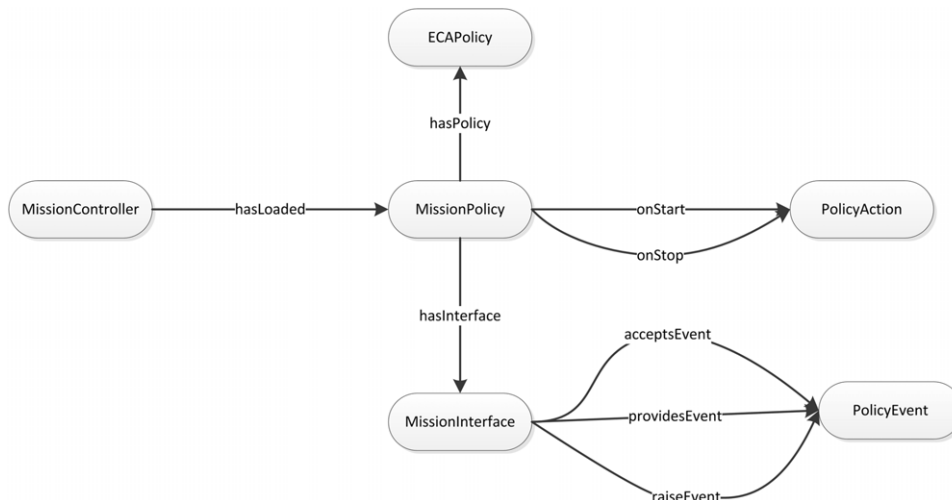 ECAPolicy
hasPolicy
MissionController
hasLoaded
MissionPolicy
onStart
PolicyAction
onStop
hasInterface
acceptsEvent
MissionInterface
providesEvent
PolicyEvent
raiseEvent